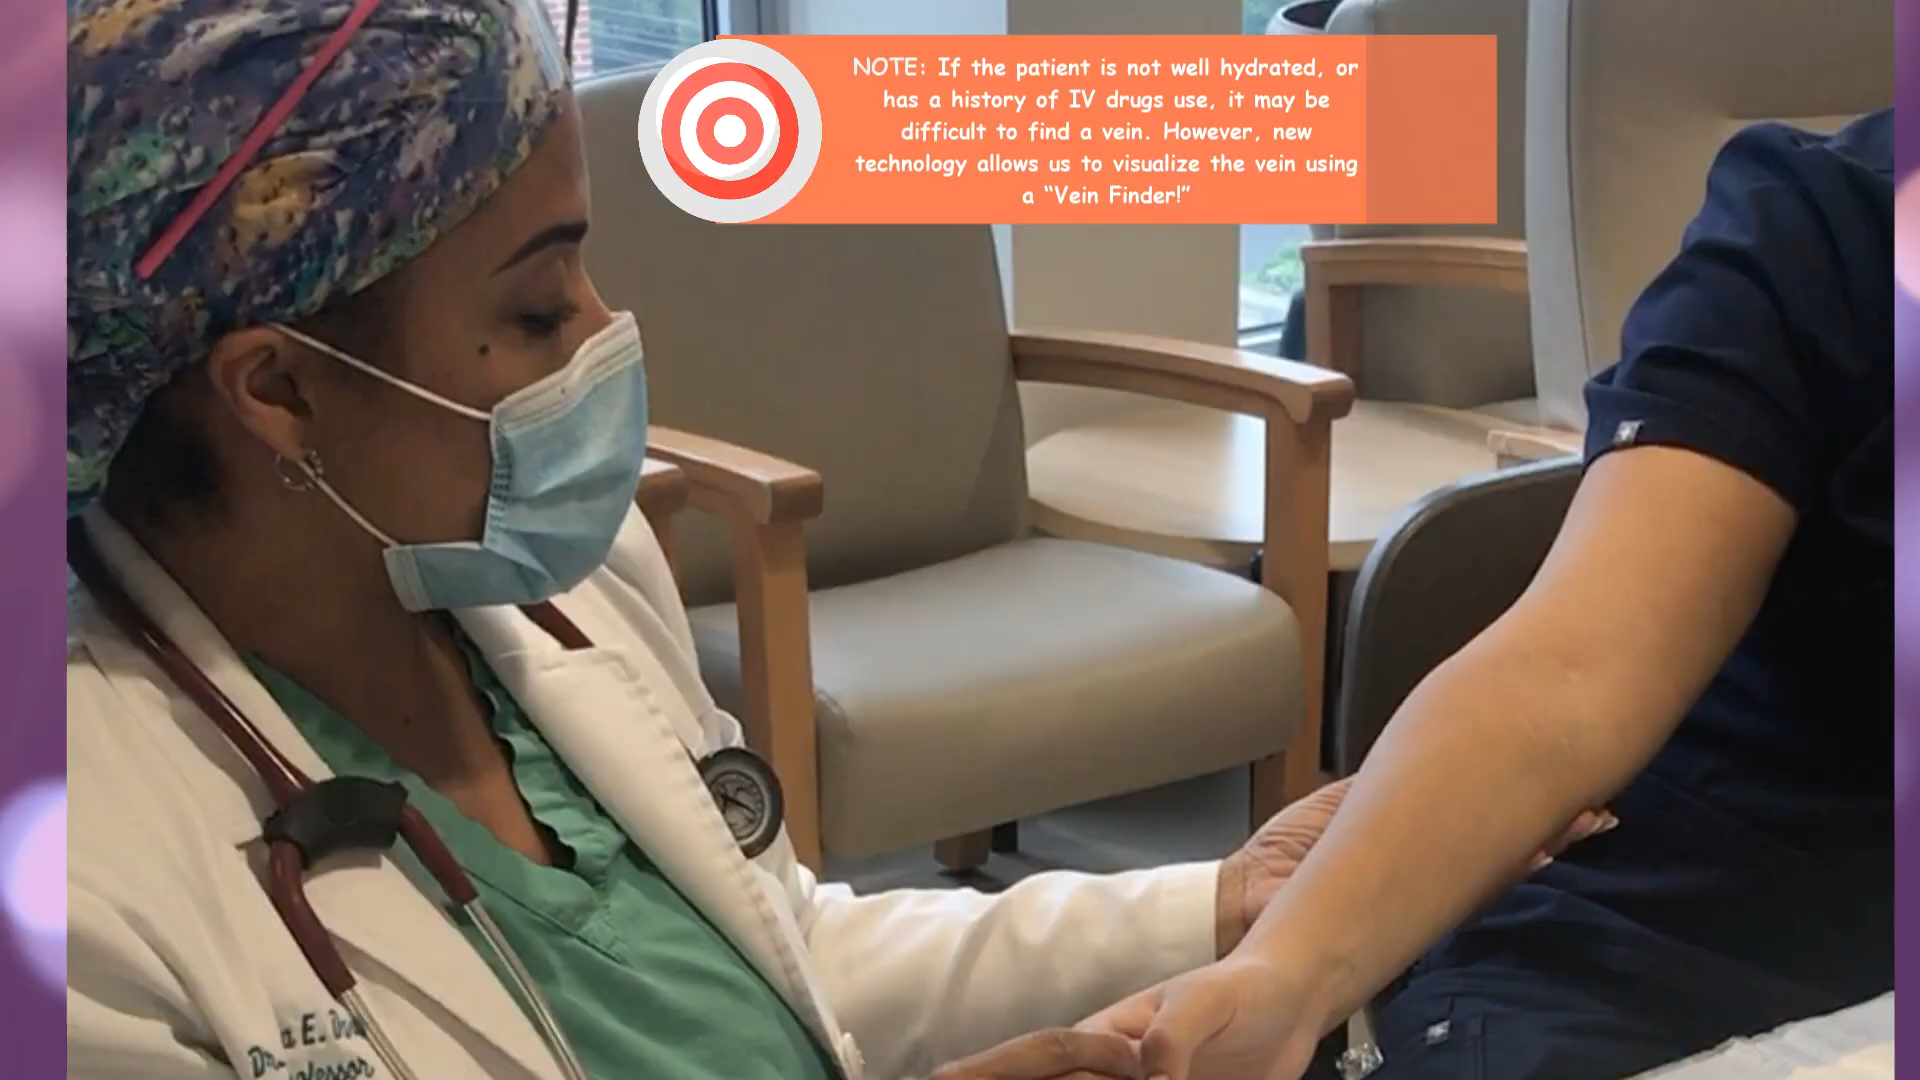 NOTE: If the patient is not well hydrated, or
has a history of IV drugs use, it may be
difficult to find a vein. However, new
technology allows us to visualize the vein using
a “Vein Finder!”
Dr. E.